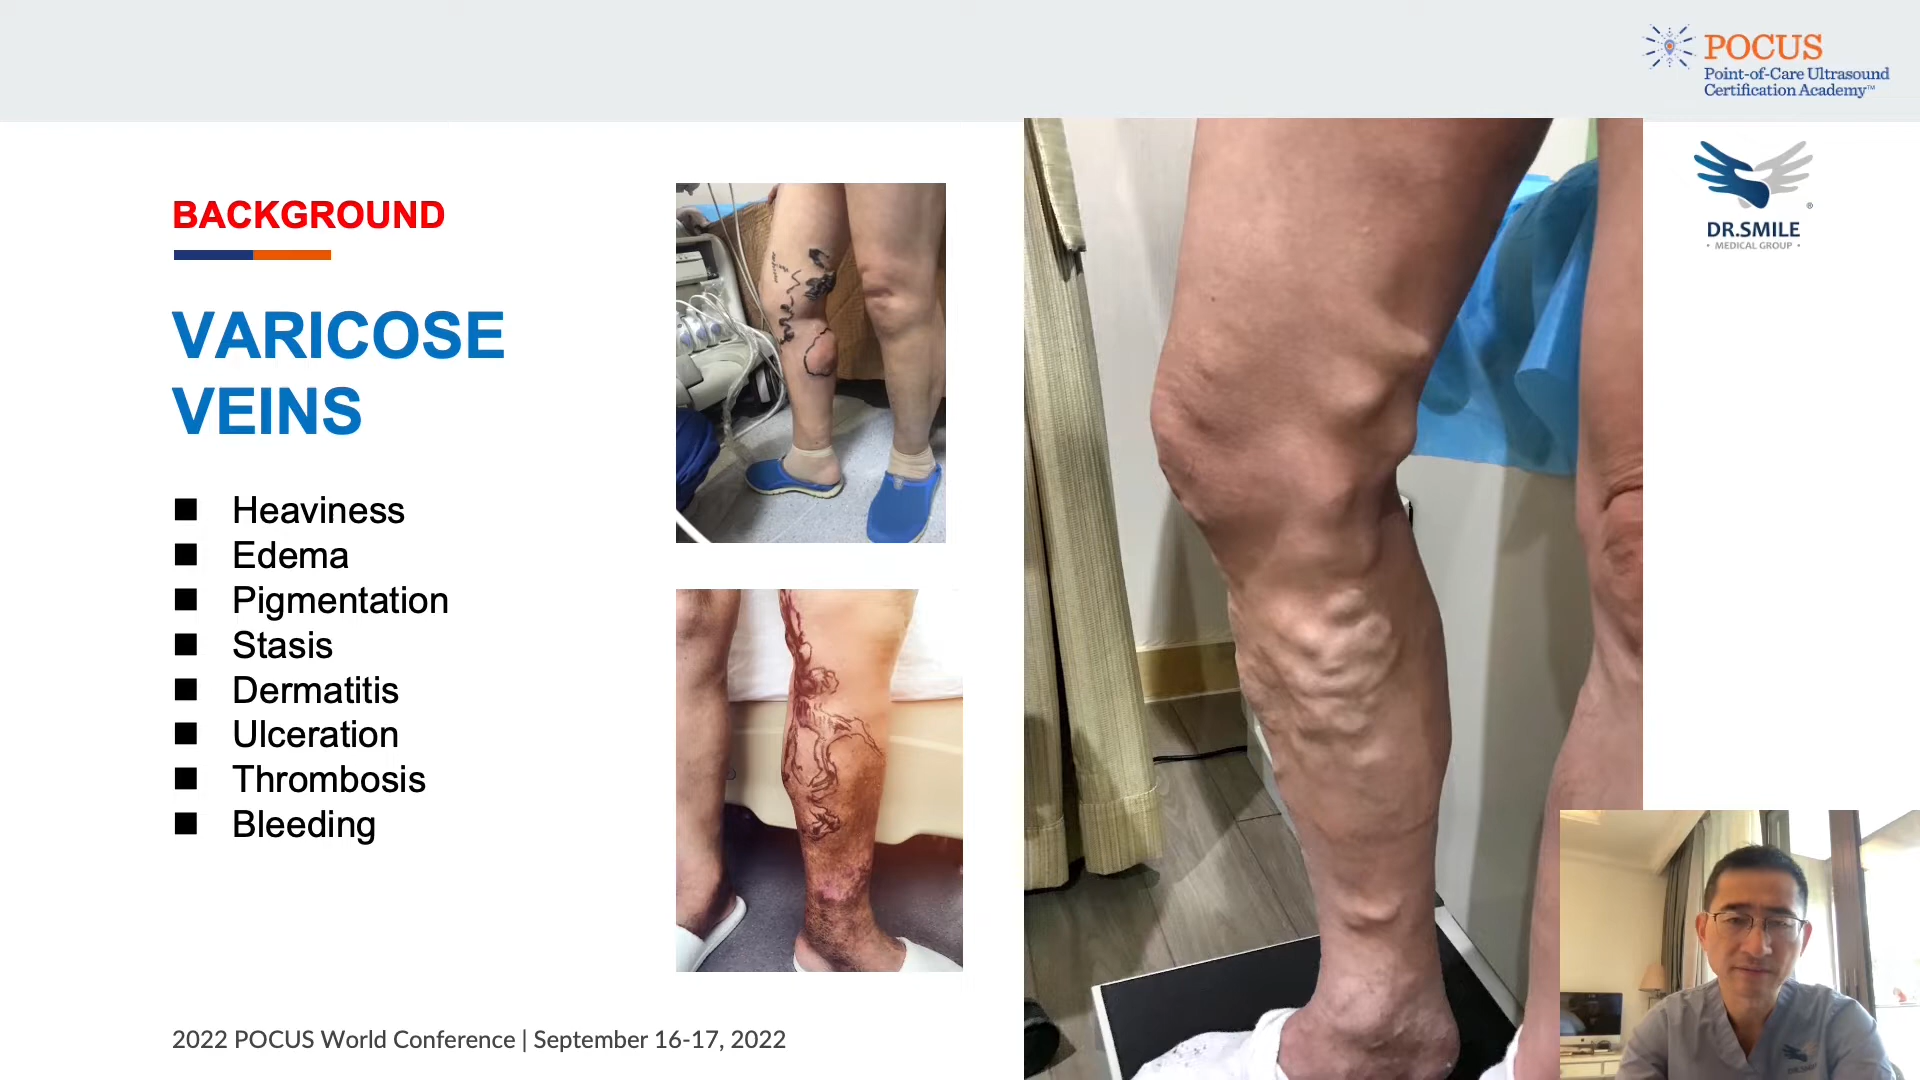 POCUS
Point-of-Care Ultrasound
Certification Academy™
DR.SMILE
®
• MEDICAL GROUP •
BACKGROUND
VARICOSE
VEINS
Heaviness
Edema
Pigmentation
Stasis
Dermatitis
Ulceration
Thrombosis
Bleeding
2022 POCUS World Conference | September 16-17, 2022